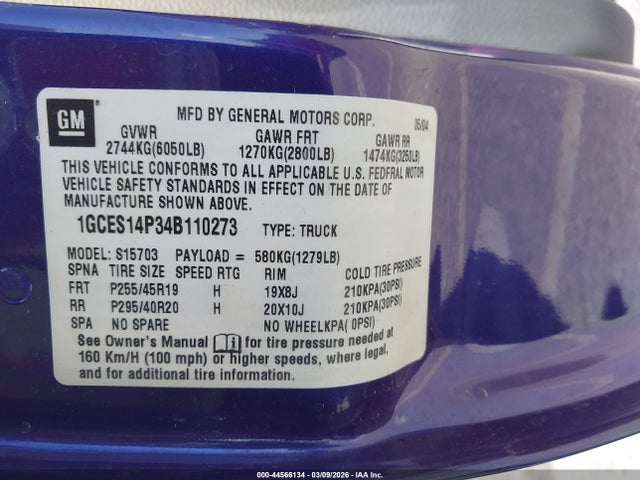 GM
MFD BY GENERAL MOTORS CORP. 05/04
GVWR GAWR FRT GAWR RR
2744KG(6050LB) 1270KG(2800LB) 1474KG(3250LB)
THIS VEHICLE CONFORMS TO ALL APPLICABLE U.S. FEDERAL MOTOR
VEHICLE SAFETY STANDARDS IN EFFECT ON THE DATE OF
MANUFACTURE SHOWN ABOVE.
1GCES14P34B110273 TYPE: TRUCK
MODEL: S15703 PAYLOAD = 580KG(1279LB)
SPNA TIRE SIZE SPEED RTG RIM COLD TIRE PRESSURE
FRT P255/45R19 H 19X8J 210KPA(30PSI)
RR P295/40R20 H 20X10J 210KPA(30PSI)
SPA NO SPARE NO WHEELKPA( 0PSI)
See Owner's Manual for tire pressure needed at
160 Km/H (100 mph) or higher speeds, where legal,
and for additional tire information.
000-44566134 - 03/09/2026 - IAA Inc.